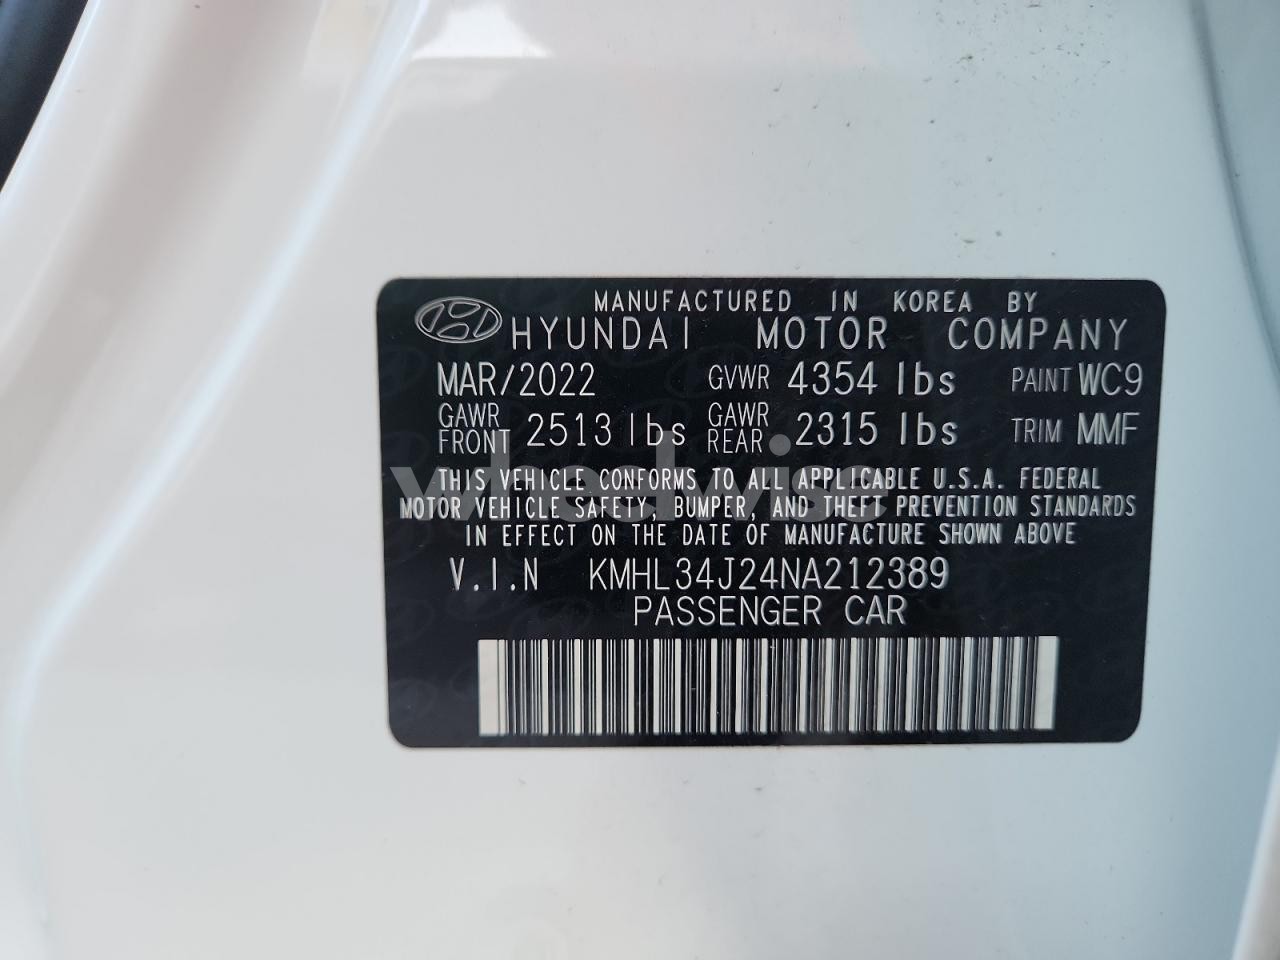 MANUFACTURED IN KOREA BY
HYUNDAI MOTOR COMPANY
MAR/2022 GVWR 4354 lbs PAINT WC9
GAWR FRONT 2513 lbs GAWR REAR 2315 lbs TRIM MMF
wheelwise
THIS VEHICLE CONFORMS TO ALL APPLICABLE U.S.A. FEDERAL
MOTOR VEHICLE SAFETY, BUMPER, AND THEFT PREVENTION STANDARDS
IN EFFECT ON THE DATE OF MANUFACTURE SHOWN ABOVE
V.I.N KMHL34J24NA212389
PASSENGER CAR